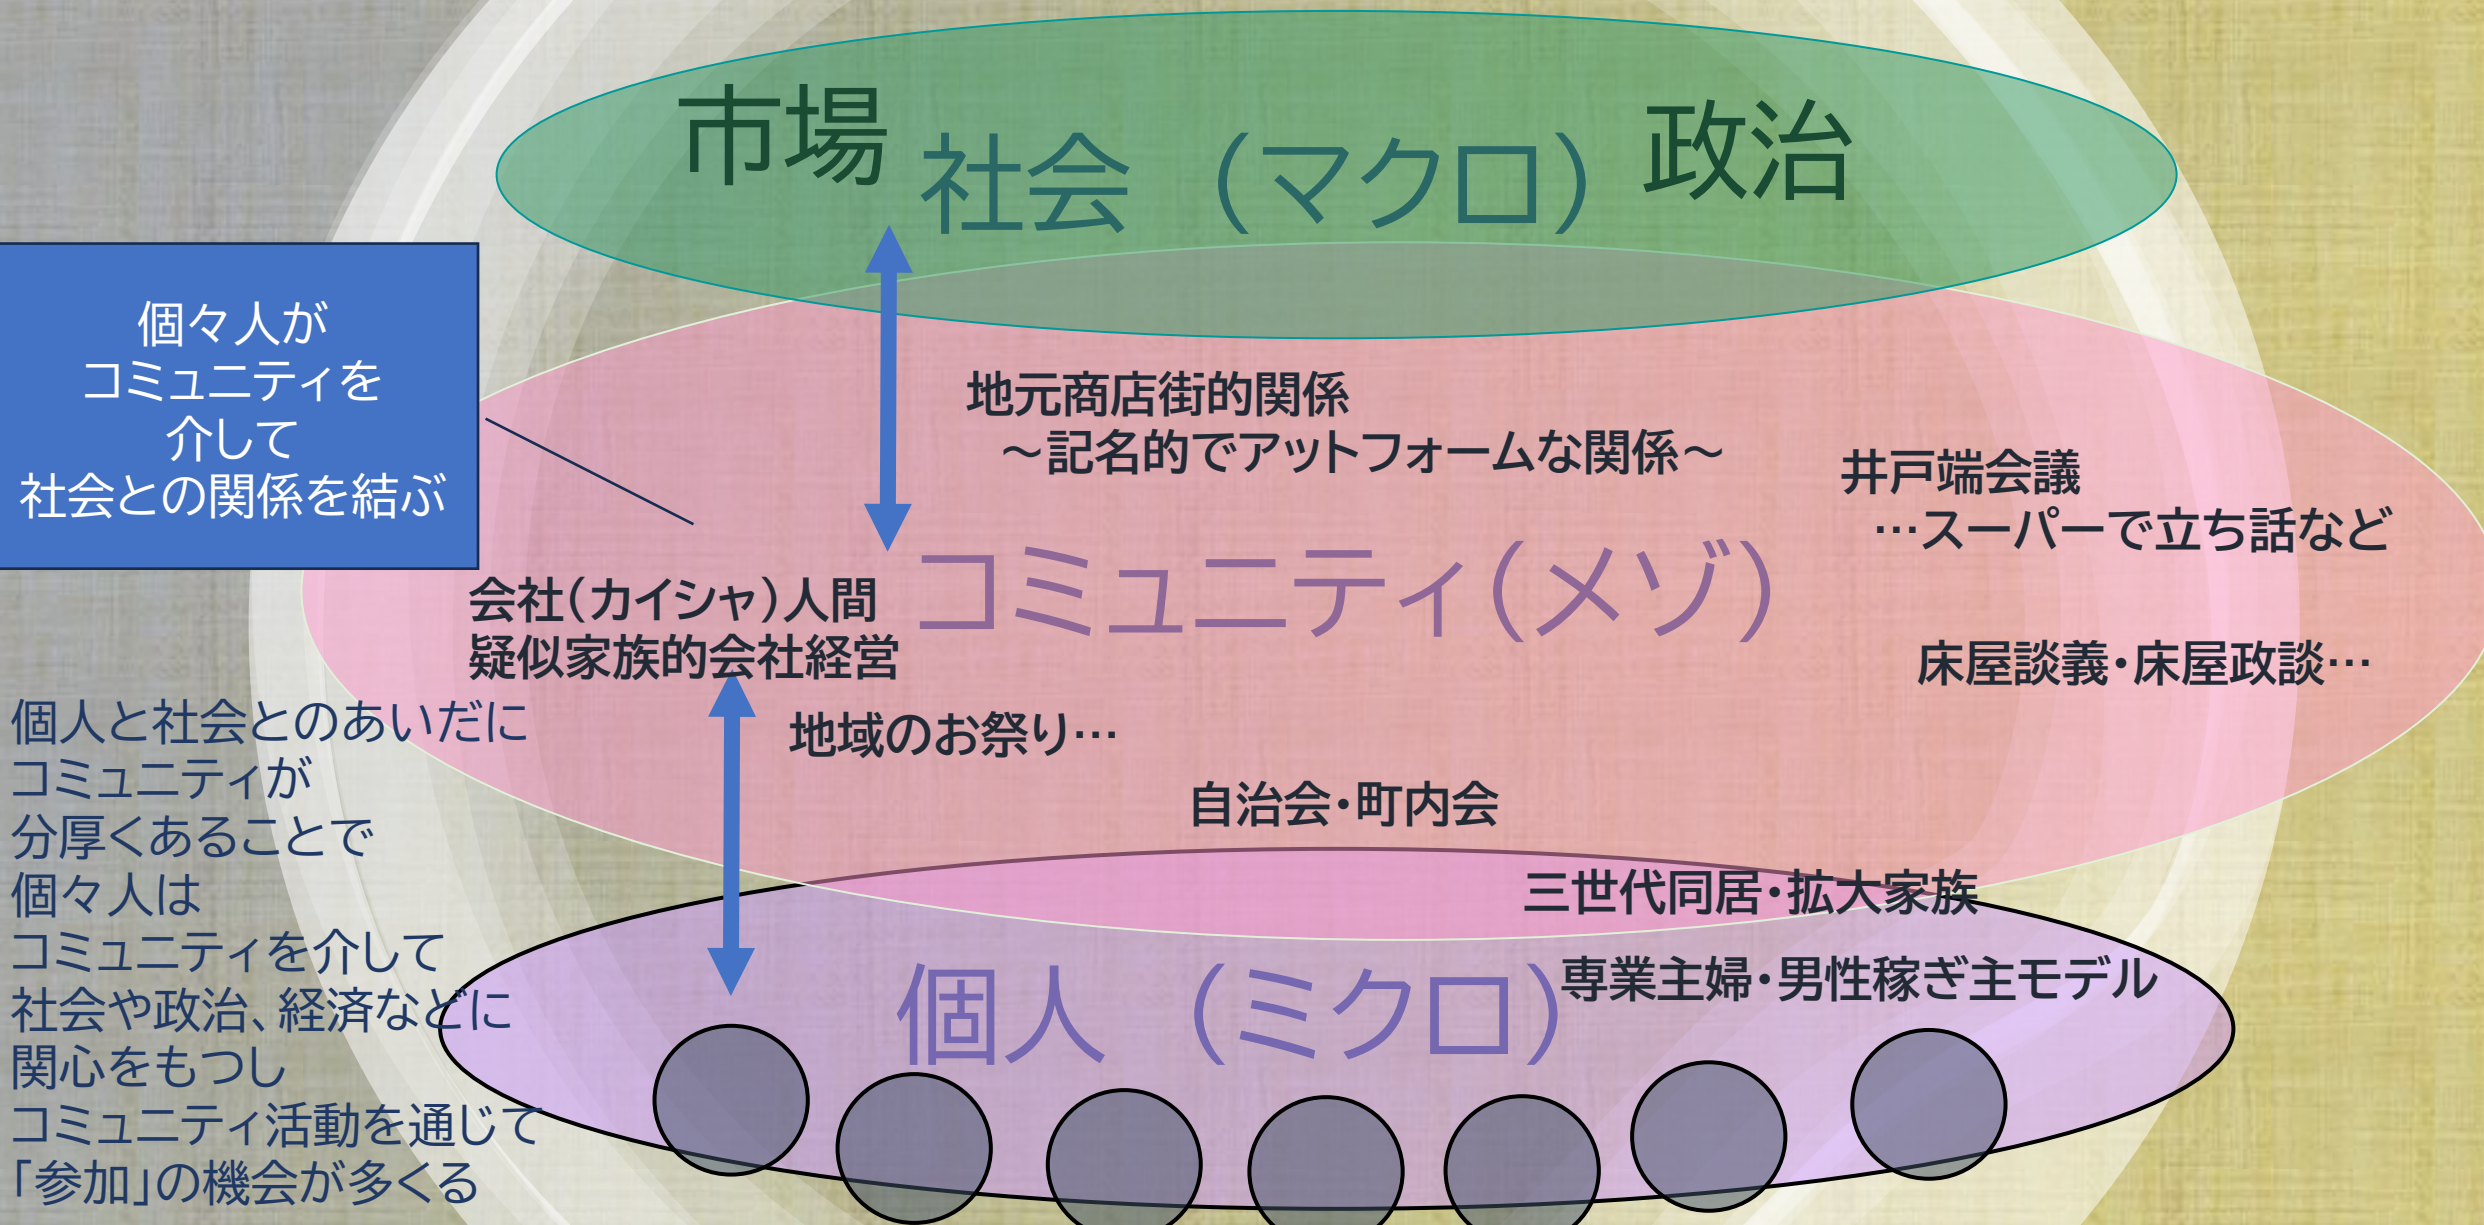 市場
社会（マクロ）
政治
個々人が
コミュニティを
介して
社会との関係を結ぶ
地元商店街的関係
～記名的でアットフォームな関係～
井戸端会議
…スーパーで立ち話など
コミュニティ（メゾ）
会社（カイシャ）人間
疑似家族的会社経営
床屋談義・床屋政談…
地域のお祭り…
自治会・町内会
個人と社会とのあいだに
コミュニティが
分厚くあることで
個々人は
コミュニティを介して
社会や政治、経済などに
関心をもつし
コミュニティ活動を通じて
「参加」の機会が多くる
三世代同居・拡大家族
専業主婦・男性稼ぎ主モデル
個人（ミクロ）